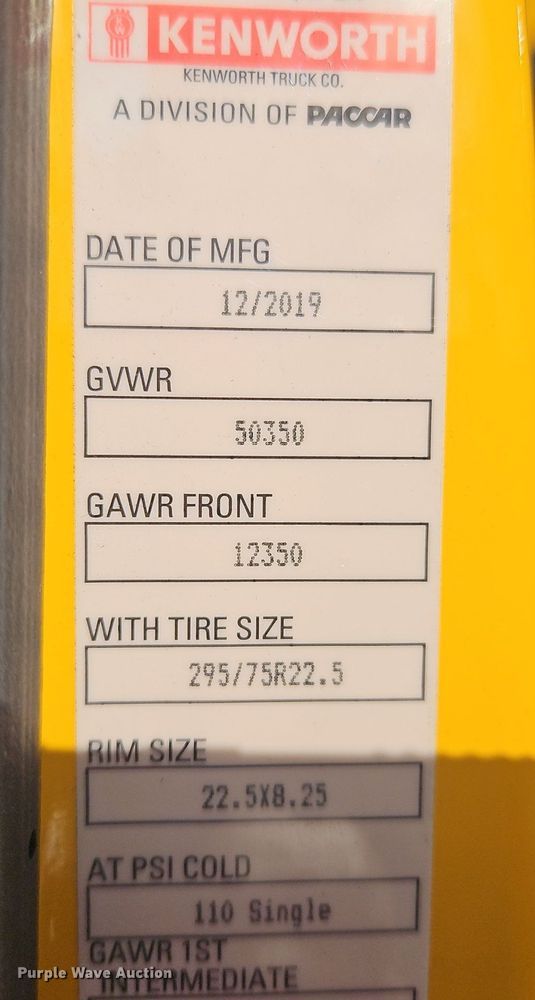 KENWORTH
KENWORTH TRUCK CO.
A DIVISION OF PACCAR
DATE OF MFG
12/2019
GVWR
50350
GAWR FRONT
12350
WITH TIRE SIZE
295/75R22.5
RIM SIZE
22.5X8.25
AT PSI COLD
110 Single
GAWR 1ST
INTERMEDIATE
Purple Wave Auction